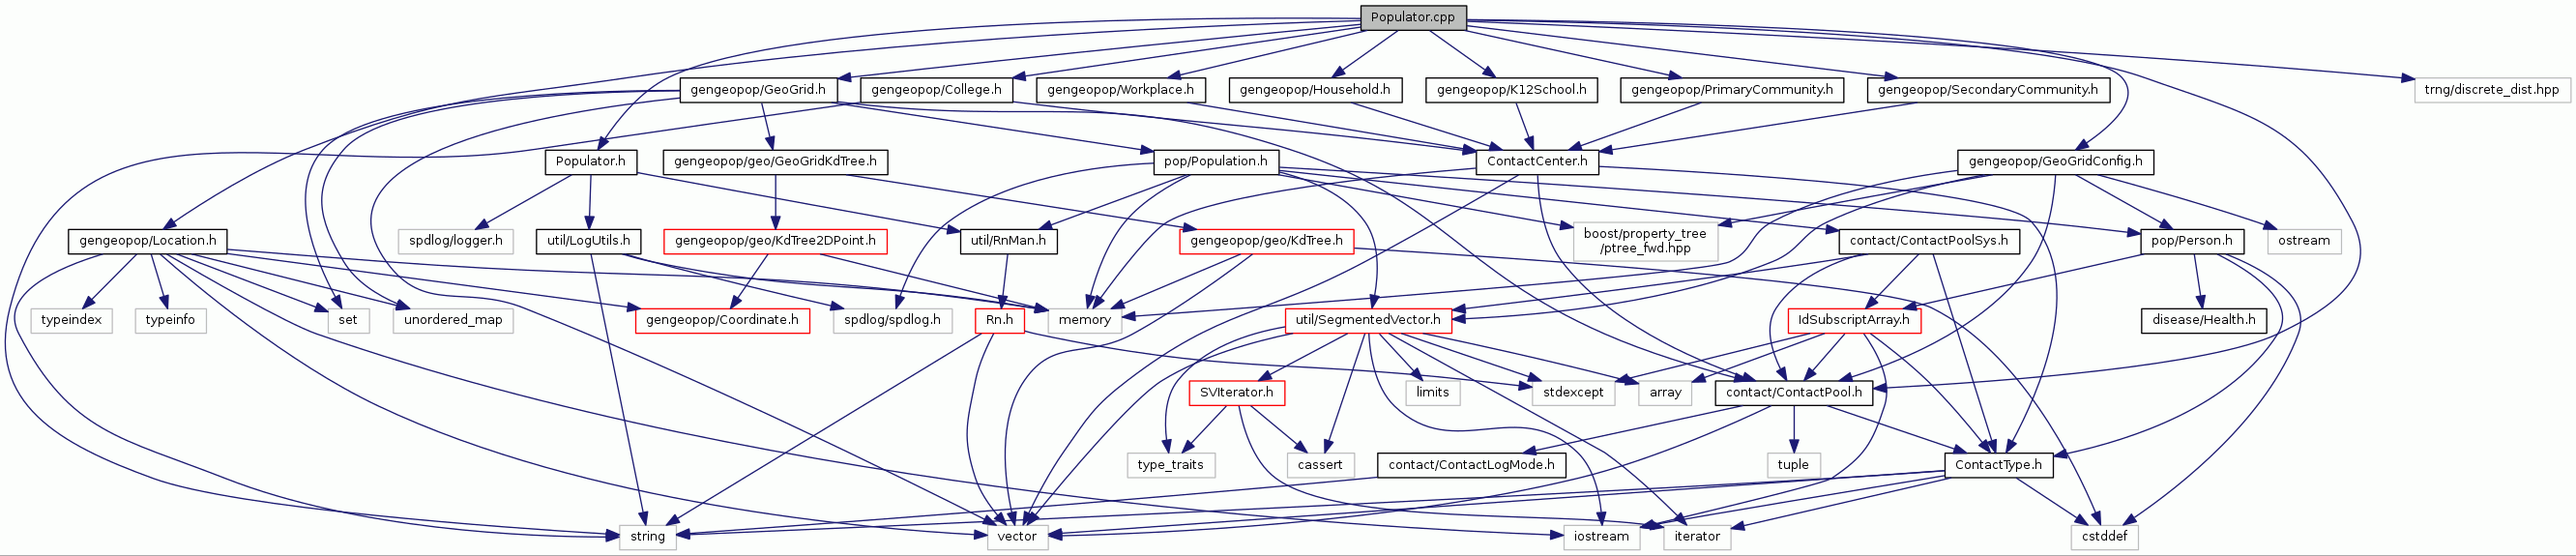 Populator.cpp
gengeopop/GeoGrid.h
gengeopop/College.h
gengeopop/Workplace.h
gengeopop/Household.h
gengeopop/K12School.h
gengeopop/PrimaryCommunity.h
gengeopop/SecondaryCommunity.h
trng/discrete_dist.hpp
Populator.h
gengeopop/geo/GeoGridKdTree.h
pop/Population.h
ContactCenter.h
gengeopop/GeoGridConfig.h
gengeopop/Location.h
spdlog/logger.h
util/LogUtils.h
gengeopop/geo/KdTree2DPoint.h
util/RnMan.h
gengeopop/geo/KdTree.h
boost/property_tree
/ptree_fwd.hpp
contact/ContactPoolSys.h
pop/Person.h
ostream
typeindex
typeinfo
set
unordered_map
gengeopop/Coordinate.h
spdlog/spdlog.h
Rn.h
memory
util/SegmentedVector.h
IdSubscriptArray.h
disease/Health.h
SVIterator.h
limits
stdexcept
array
contact/ContactPool.h
type_traits
cassert
contact/ContactLogMode.h
tuple
ContactType.h
string
vector
iostream
iterator
cstddef